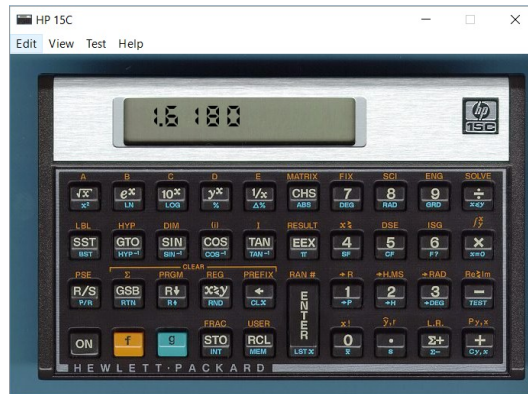 HP 15C
Edit View Test Help
1.6180
hp
15C
A B C D E MATRIX FIX SCI ENG SOLVE
√x eˣ 10ˣ yˣ 1/x CHS 7 8 9 ÷
x² LN LOG % Δ% ABS DEG RAD GRD x≤y
LBL HYP DIM (i) I RESULT x≷ DSE ISG ∫xy
SST GTO SIN COS TAN EEX 4 5 6 ×
BST HYP⁻¹ SIN⁻¹ COS⁻¹ TAN⁻¹ π SF CF F? x=0
CLEAR
PSE Σ PRGM REG PREFIX RAN # →R →H.MS →RAD Re≷Im
R/S GSB R↓ x≷y ← ENTER 1 2 3 −
P/R RTN R↑ RND CLX →P →H →DEG TEST
FRAC USER x! ŷ,r L.R. Py,x
ON f g STO RCL 0 . Σ+ +
INT MEM LSTX x̄ s Σ− Cy,x
HEWLETT·PACKARD